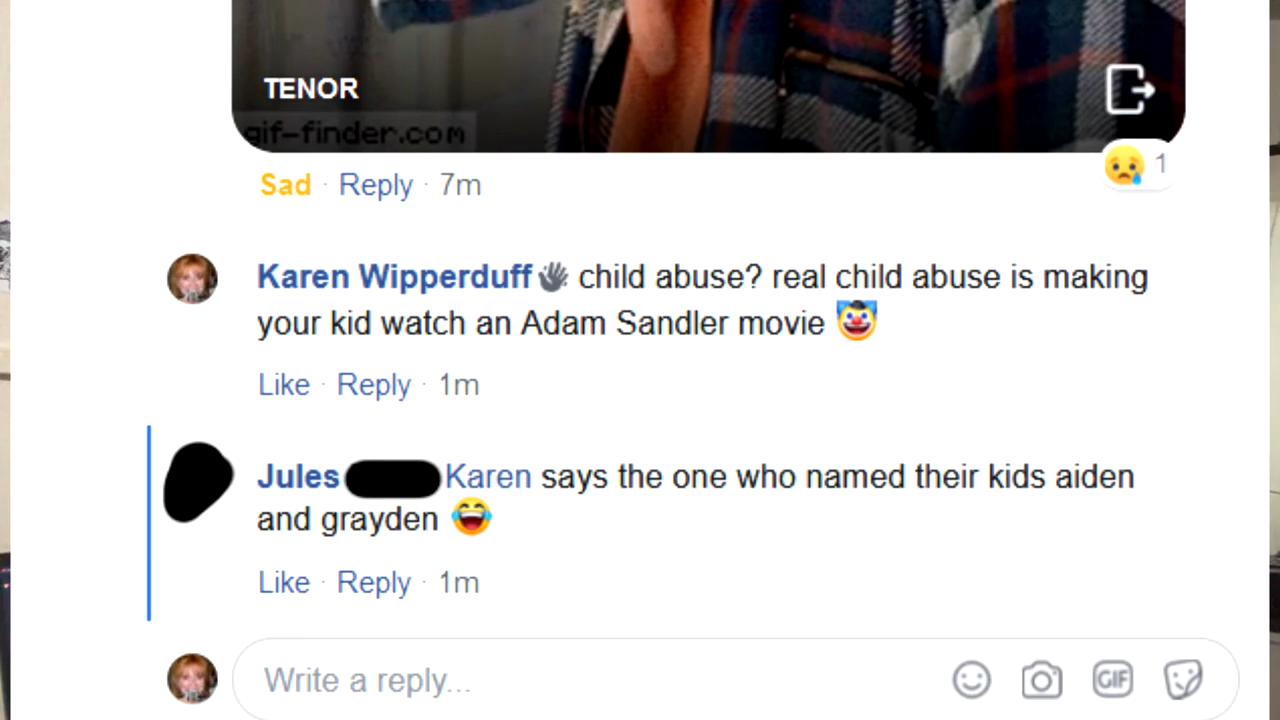 TENOR
gif-finder.com
Sad · Reply · 7m
1
Karen Wipperduff child abuse? real child abuse is making
your kid watch an Adam Sandler movie
Like · Reply · 1m
Jules Karen says the one who named their kids aiden
and grayden
Like · Reply · 1m
Write a reply...
GIF